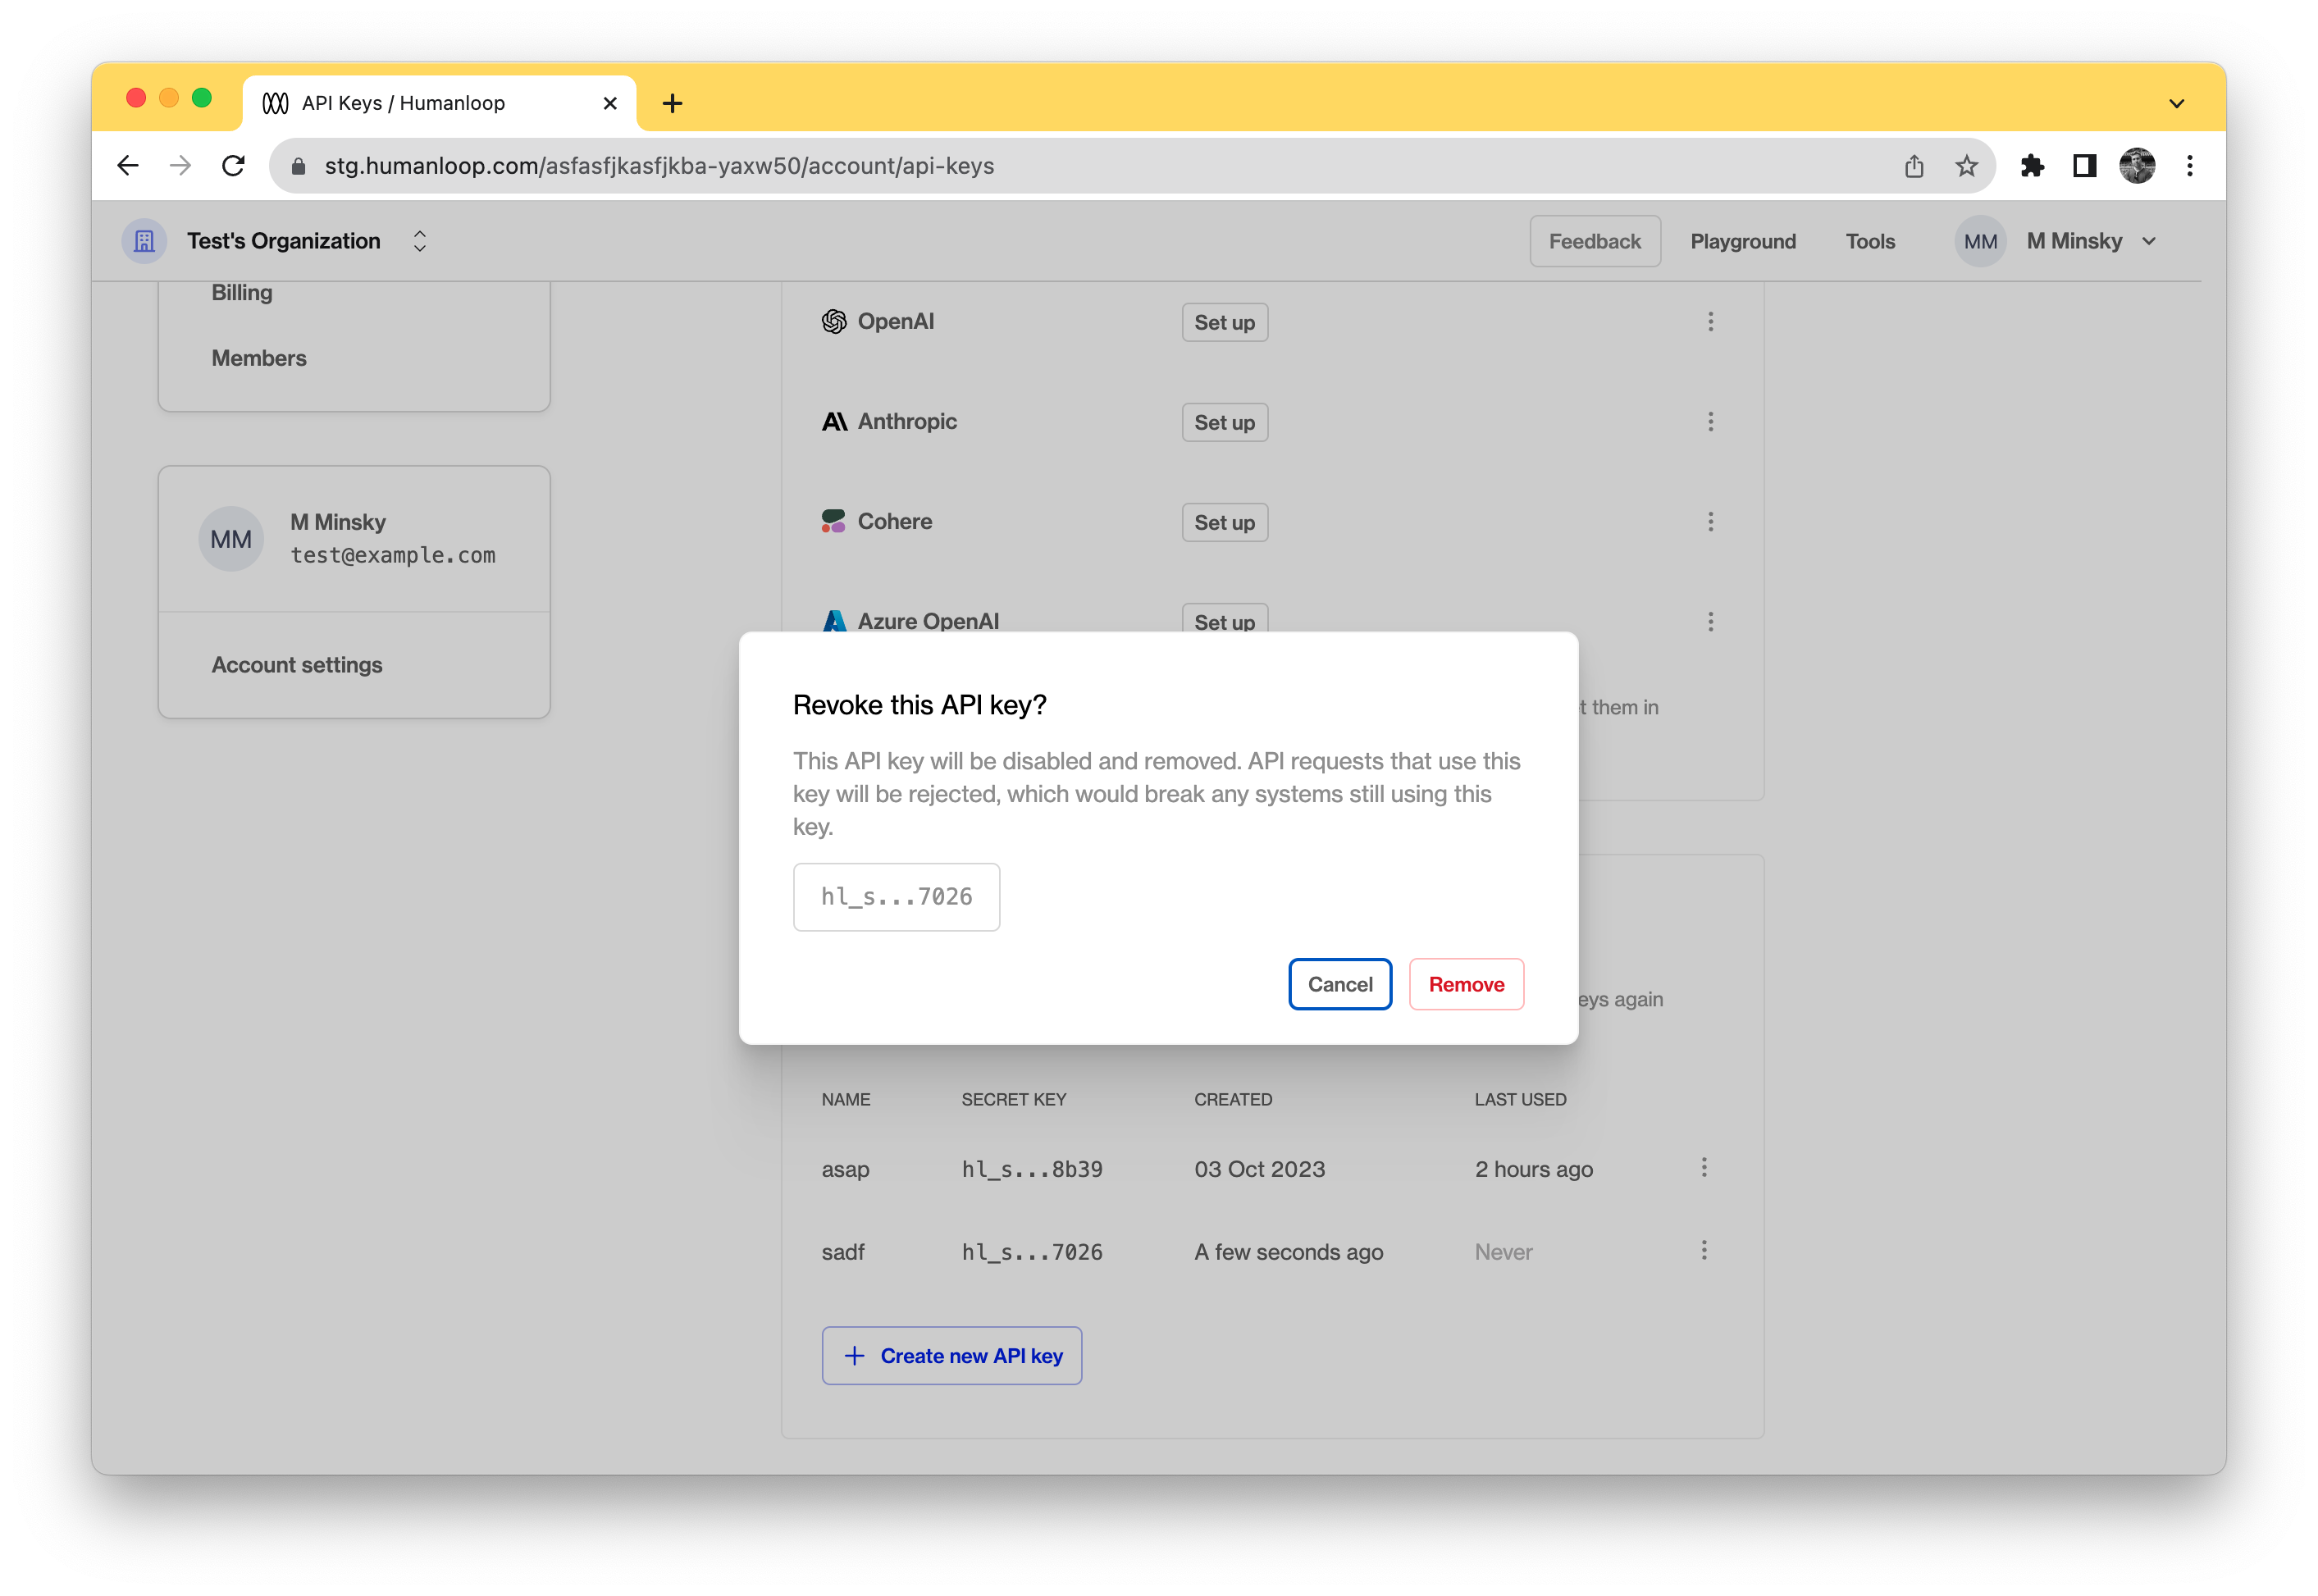 API Keys / Humanloop
stg.humanloop.com/asfasfjkasfjkba-yaxw50/account/api-keys
Test's Organization
Feedback
Playground
Tools
MM
M Minsky
Billing
Members
MM
M Minsky
test@example.com
Account settings
OpenAI
Set up
Anthropic
Set up
Cohere
Set up
Azure OpenAI
Set up
t them in
Revoke this API key?
This API key will be disabled and removed. API requests that use this
key will be rejected, which would break any systems still using this
key.
hl_s...7026
Cancel
Remove
eys again
NAME SECRET KEY CREATED LAST USED
asap hl_s...8b39 03 Oct 2023 2 hours ago
sadf hl_s...7026 A few seconds ago Never
Create new API key